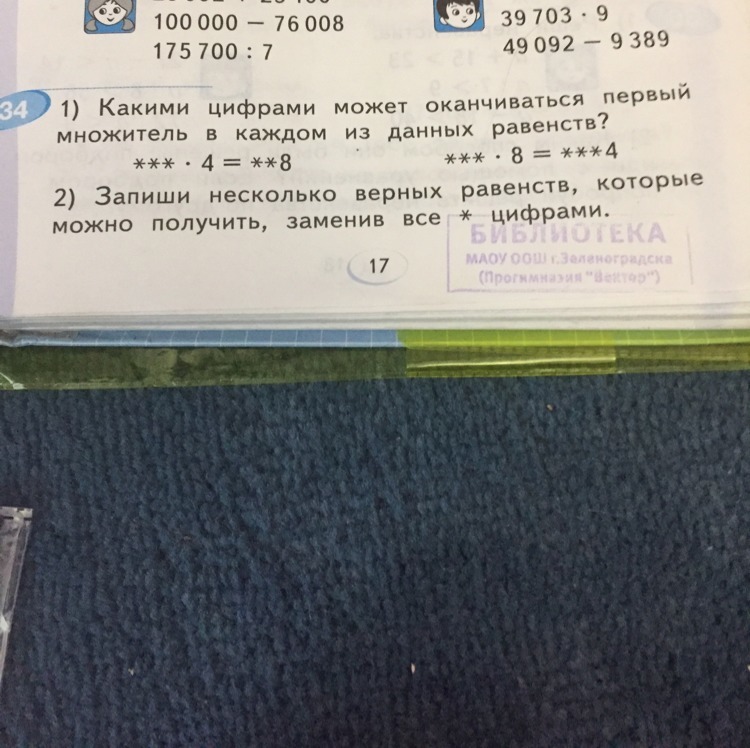 100 000 − 76 008
175 700 : 7
39 703 · 9
49 092 − 9 389
34
1) Какими цифрами может оканчиваться первый
множитель в каждом из данных равенств?
*** · 4 = **8
*** · 8 = ***4
2) Запиши несколько верных равенств, которые
можно получить, заменив все * цифрами.
БИБЛИОТЕКА
МАОУ ООШ г.Зеленоградска
(Прогимназия "Вектор")
17